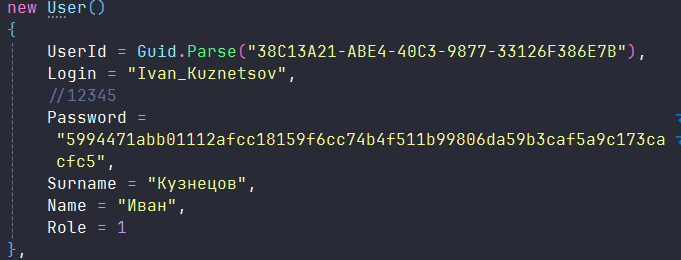 new User()
{
UserId = Guid.Parse("38C13A21-ABE4-40C3-9877-33126F386E7B"),
Login = "Ivan_Kuznetsov",
//12345
Password =
"5994471abb01112afcc18159f6cc74b4f511b99806da59b3caf5a9c173ca
cfc5",
Surname = "Кузнецов",
Name = "Иван",
Role = 1
},